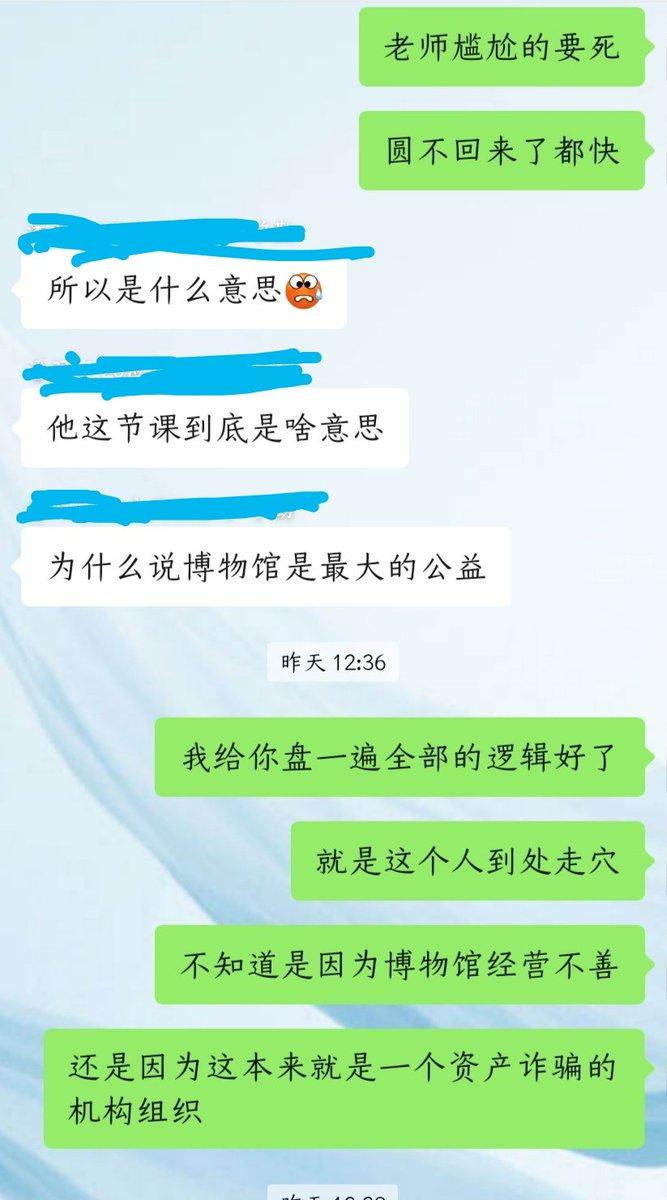 老师尴尬的要死
圆不回来了都快
所以是什么意思
他这节课到底是啥意思
为什么说博物馆是最大的公益
昨天 12:36
我给你盘一遍全部的逻辑好了
就是这个人到处走穴
不知道是因为博物馆经营不善
还是因为这本来就是一个资产诈骗的
机构组织